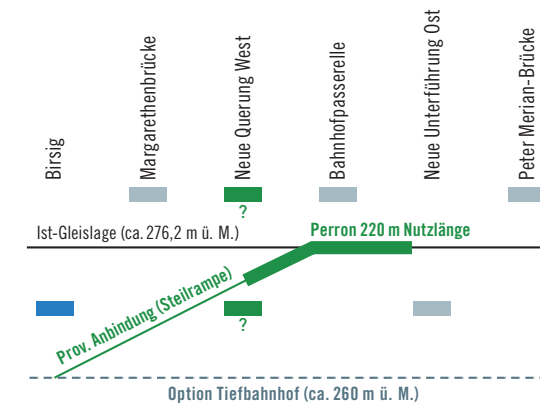 Birsig
Margarethenbrücke
Neue Querung West
Bahnhofpasserelle
Neue Unterführung Ost
Peter Merian-Brücke
?
Ist-Gleislage (ca. 276,2 m ü. M.)
Perron 220 m Nutzlänge
Prov. Anbindung (Steilrampe)
?
Option Tiefbahnhof (ca. 260 m ü. M.)